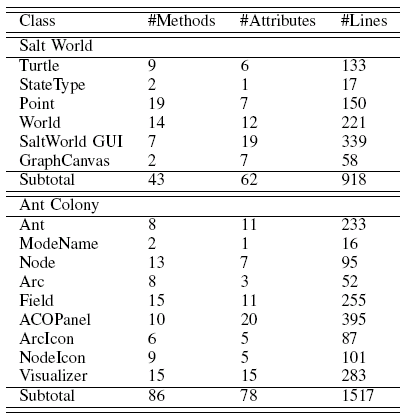 Class #Methods #Attributes #Lines
Salt World
Turtle 9 6 133
StateType 2 1 17
Point 19 7 150
World 14 12 221
SaltWorld GUI 7 19 339
GraphCanvas 2 7 58
Subtotal 43 62 918
Ant Colony
Ant 8 11 233
ModeName 2 1 16
Node 13 7 95
Arc 8 3 52
Field 15 11 255
ACOPanel 10 20 395
ArcIcon 6 5 87
NodeIcon 9 5 101
Visualizer 15 15 283
Subtotal 86 78 1517